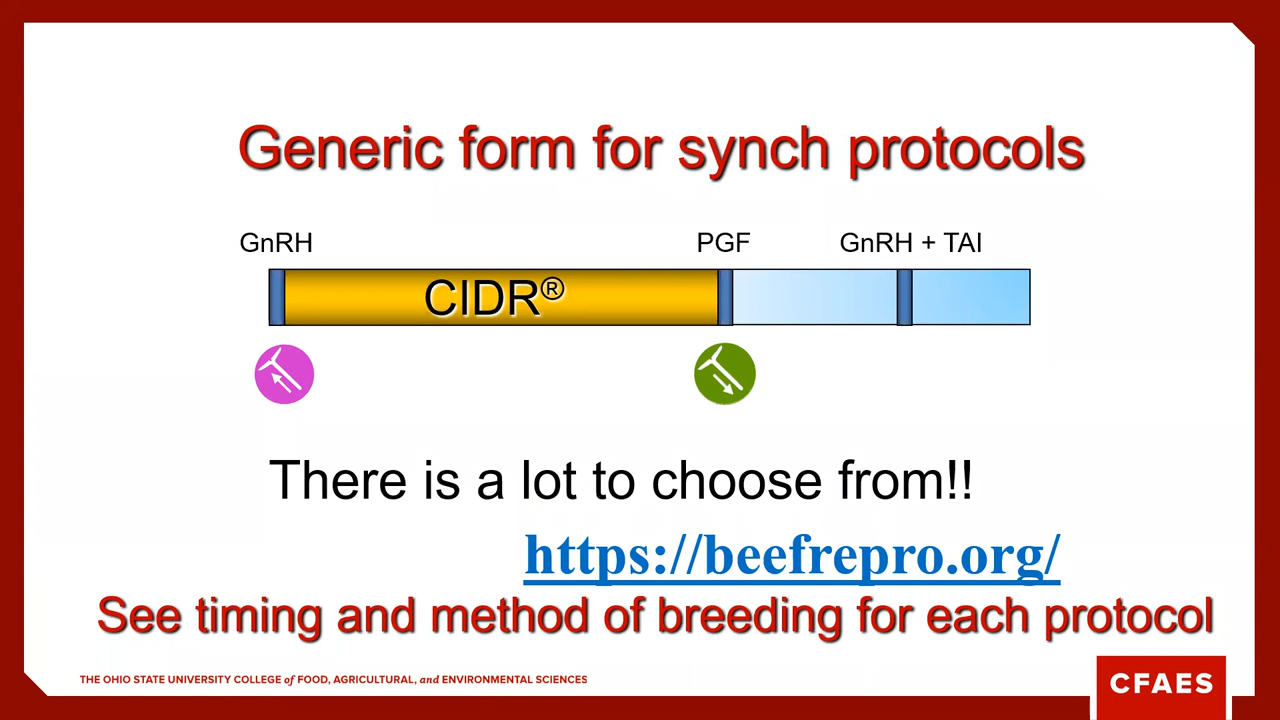 Generic form for synch protocols
GnRH PGF GnRH + TAI
CIDR®
There is a lot to choose from!!
https://beefrepro.org/
See timing and method of breeding for each protocol
THE OHIO STATE UNIVERSITY COLLEGE of FOOD, AGRICULTURAL, and ENVIRONMENTAL SCIENCES
CFAES